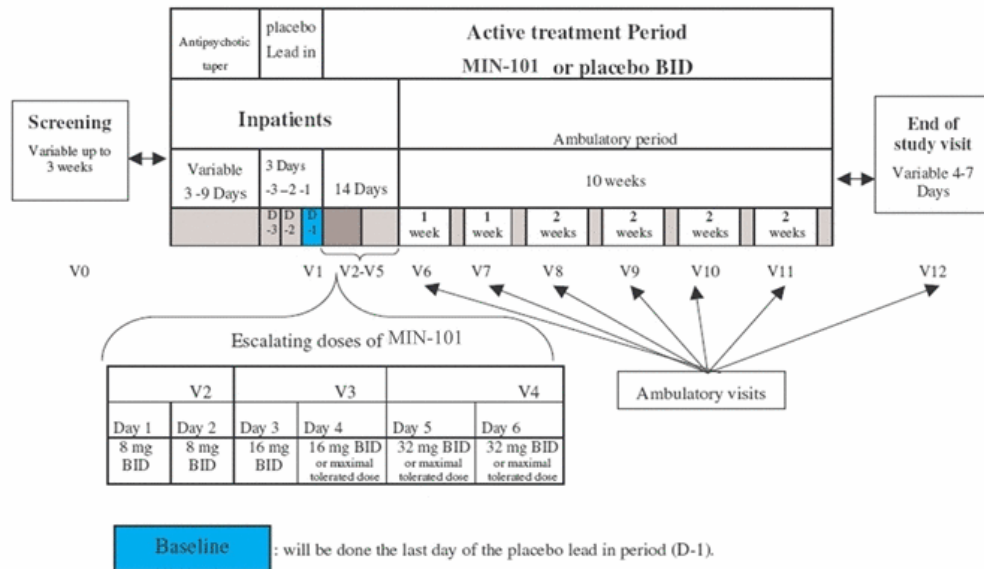 Antipsychotic
taper
placebo
Lead in
Active treatment Period
MIN-101 or placebo BID
Screening
Variable up to
3 weeks
Inpatients
Ambulatory period
End of
study visit
Variable 4-7
Days
Variable
3 -9 Days
3 Days
-3 –2 -1
14 Days
10 weeks
D
-3
D
-2
D
-1
1
week
1
week
2
weeks
2
weeks
2
weeks
2
weeks
V0
V1
V2-V5
V6
V7
V8
V9
V10
V11
V12
Escalating doses of MIN-101
Ambulatory visits
V2
V3
V4
Day 1
Day 2
Day 3
Day 4
Day 5
Day 6
8 mg
BID
8 mg
BID
16 mg
BID
16 mg BID
or maximal
tolerated dose
32 mg BID
or maximal
tolerated dose
32 mg BID
or maximal
tolerated dose
Baseline
: will be done the last day of the placebo lead in period (D-1).